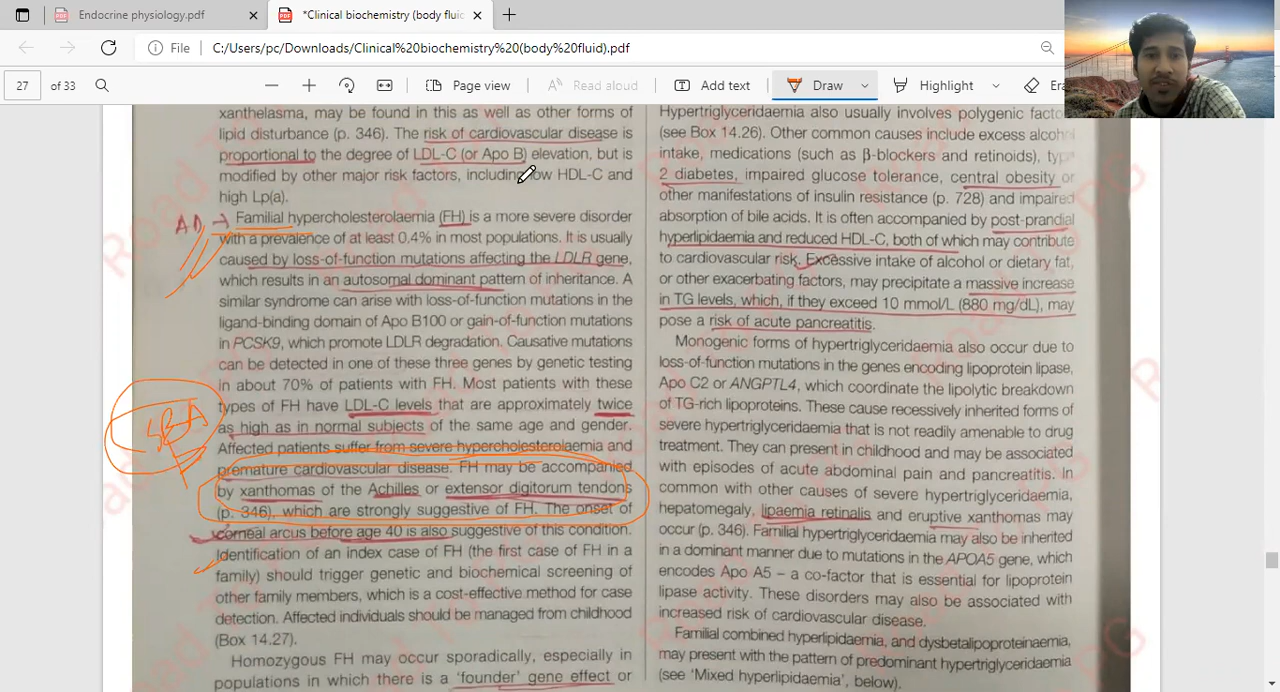 Endocrine physiology.pdf
*Clinical biochemistry (body fluid
File
C:/Users/pc/Downloads/Clinical%20biochemistry%20(body%20fluid).pdf
27 of 33
Page view
Read aloud
Add text
Draw
Highlight
Era
xanthelasma, may be found in this as well as other forms of
lipid disturbance (p. 346). The risk of cardiovascular disease is
proportional to the degree of LDL-C (or Apo B) elevation, but is
modified by other major risk factors, including low HDL-C and
high Lp(a).
AD → Familial hypercholesterolaemia (FH) is a more severe disorder
with a prevalence of at least 0.4% in most populations. It is usually
caused by loss-of-function mutations affecting the LDLR gene,
which results in an autosomal dominant pattern of inheritance. A
similar syndrome can arise with loss-of-function mutations in the
ligand-binding domain of Apo B100 or gain-of-function mutations
in PCSK9, which promote LDLR degradation. Causative mutations
can be detected in one of these three genes by genetic testing
in about 70% of patients with FH. Most patients with these
types of FH have LDL-C levels that are approximately twice
as high as in normal subjects of the same age and gender.
SBA
Affected patients suffer from severe hypercholesterolaemia and
premature cardiovascular disease. FH may be accompanied
by xanthomas of the Achilles or extensor digitorum tendons
(p. 346), which are strongly suggestive of FH. The onset of
corneal arcus before age 40 is also suggestive of this condition.
Identification of an index case of FH (the first case of FH in a
family) should trigger genetic and biochemical screening of
other family members, which is a cost-effective method for case
detection. Affected individuals should be managed from childhood
(Box 14.27).
Homozygous FH may occur sporadically, especially in
populations in which there is a 'founder' gene effect or
Hypertriglyceridaemia also usually involves polygenic factor
(see Box 14.26). Other common causes include excess alcohol
intake, medications (such as β-blockers and retinoids), typ
2 diabetes, impaired glucose tolerance, central obesity or
other manifestations of insulin resistance (p. 728) and impaired
absorption of bile acids. It is often accompanied by post-prandial
hyperlipidaemia and reduced HDL-C, both of which may contribute
to cardiovascular risk. Excessive intake of alcohol or dietary fat,
or other exacerbating factors, may precipitate a massive increase
in TG levels, which, if they exceed 10 mmol/L (880 mg/dL), may
pose a risk of acute pancreatitis.
Monogenic forms of hypertriglyceridaemia also occur due to
loss-of-function mutations in the genes encoding lipoprotein lipase,
Apo C2 or ANGPTL4, which coordinate the lipolytic breakdown
of TG-rich lipoproteins. These cause recessively inherited forms of
severe hypertriglyceridaemia that is not readily amenable to drug
treatment. They can present in childhood and may be associated
with episodes of acute abdominal pain and pancreatitis. In
common with other causes of severe hypertriglyceridaemia,
hepatomegaly, lipaemia retinalis and eruptive xanthomas may
occur (p. 346). Familial hypertriglyceridaemia may also be inherited
in a dominant manner due to mutations in the APOA5 gene, which
encodes Apo A5 – a co-factor that is essential for lipoprotein
lipase activity. These disorders may also be associated with
increased risk of cardiovascular disease.
Familial combined hyperlipidaemia, and dysbetalipoproteinaemia,
may present with the pattern of predominant hypertriglyceridaemia
(see 'Mixed hyperlipidaemia', below).